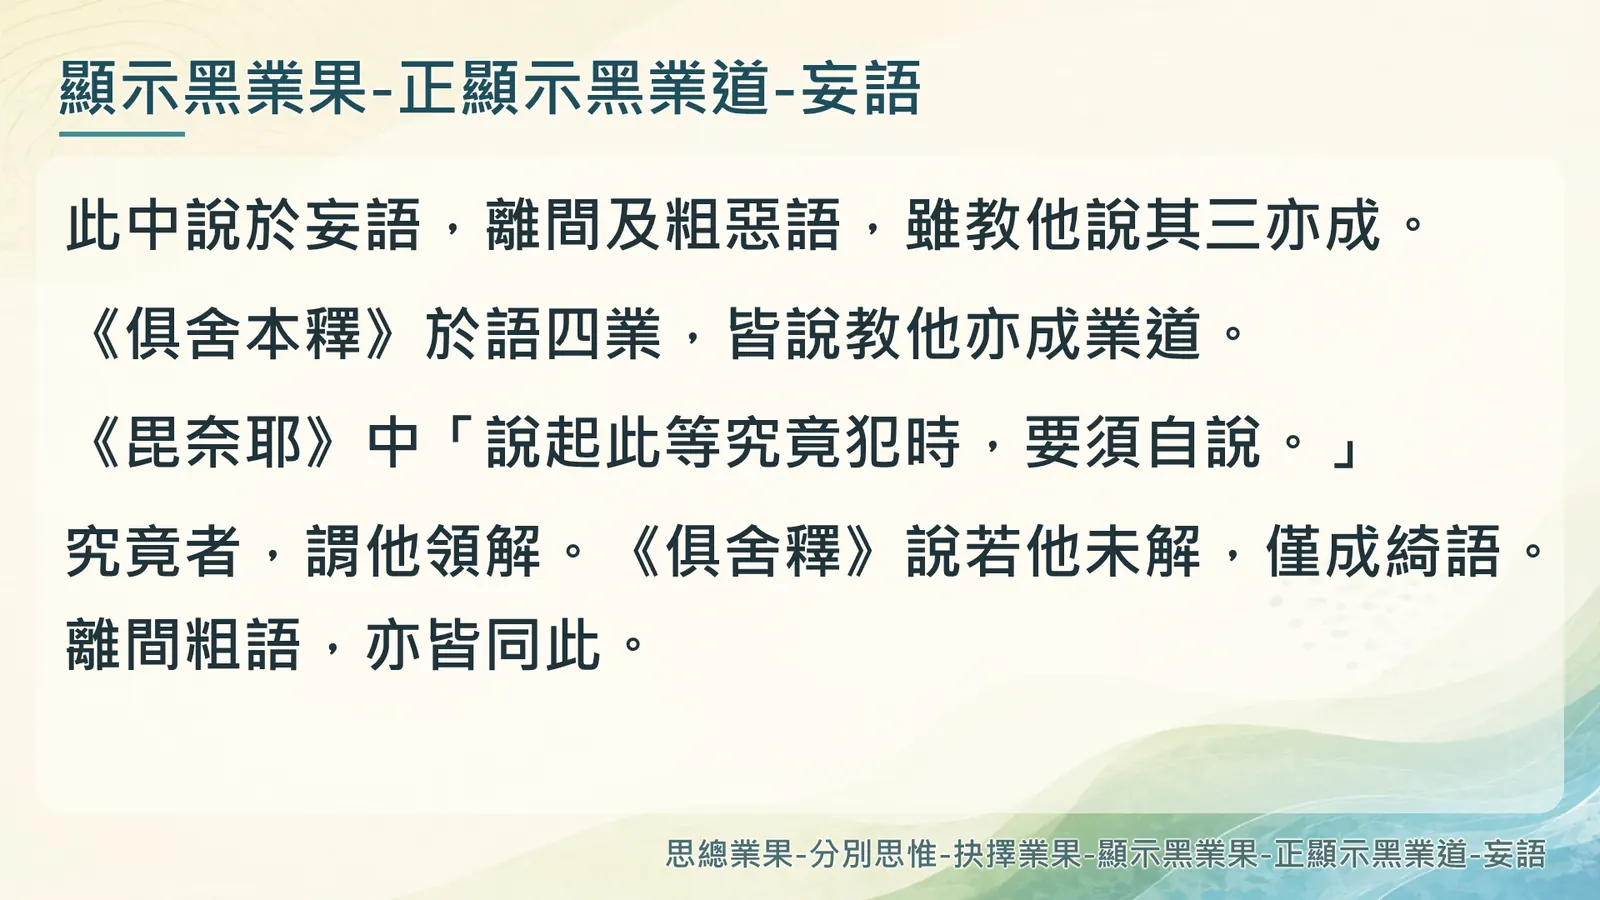 顯示黑業果-正顯示黑業道-妄語
此中說於妄語，離間及粗惡語，雖教他說其三亦成。
《俱舍本釋》於語四業，皆說教他亦成業道。
《毘奈耶》中「說起此等究竟犯時，要須自說。」
究竟者，謂他領解。《俱舍釋》說若他未解，僅成綺語。
離間粗語，亦皆同此。
思總業果-分別思惟-抉擇業果-顯示黑業果-正顯示黑業道-妄語